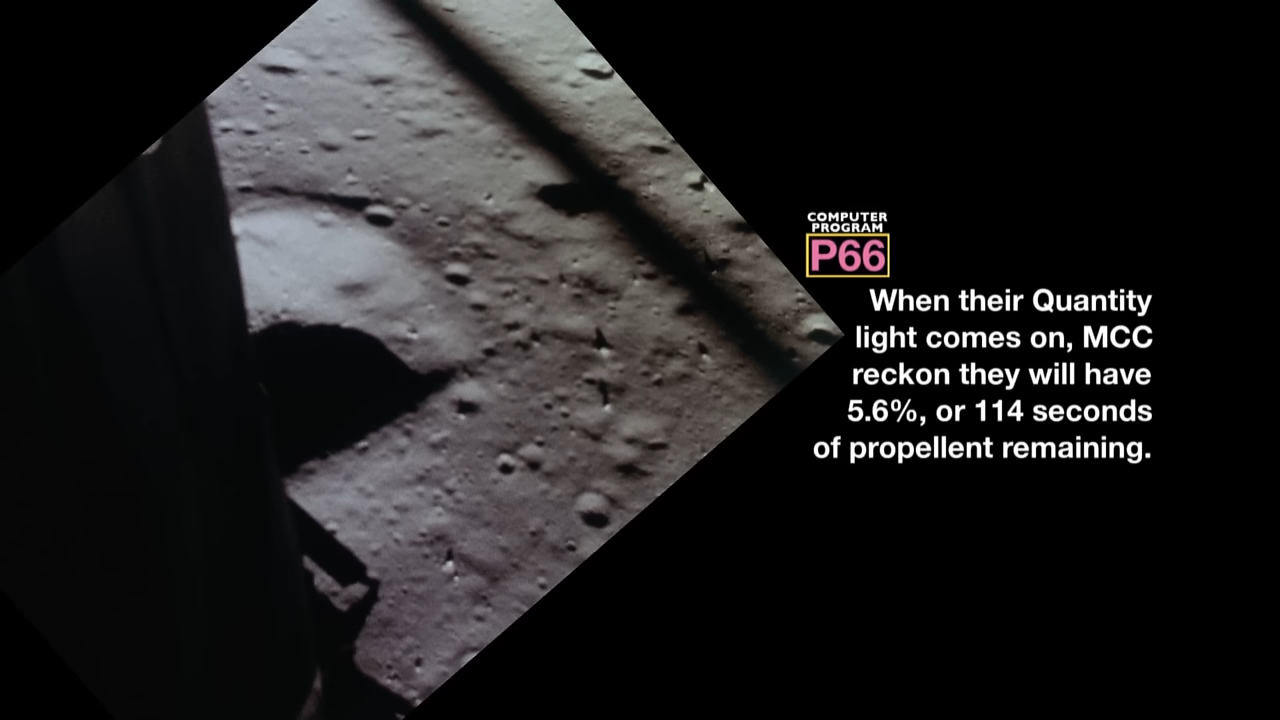 COMPUTER
PROGRAM
P66
When their Quantity
light comes on, MCC
reckon they will have
5.6%, or 114 seconds
of propellent remaining.